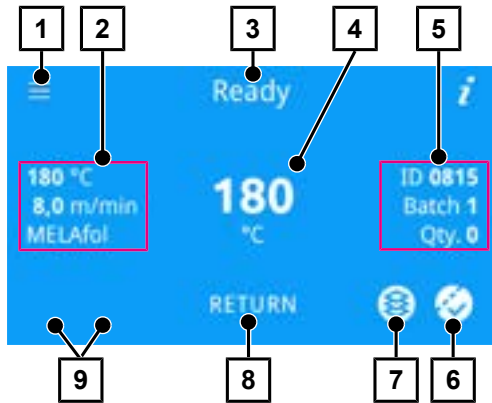 1 2 3 4 5
Ready i
180 °C
8,0 m/min
MELAfol
180
°C
ID 0815
Batch 1
Qty. 0
RETURN
9 8 7 6